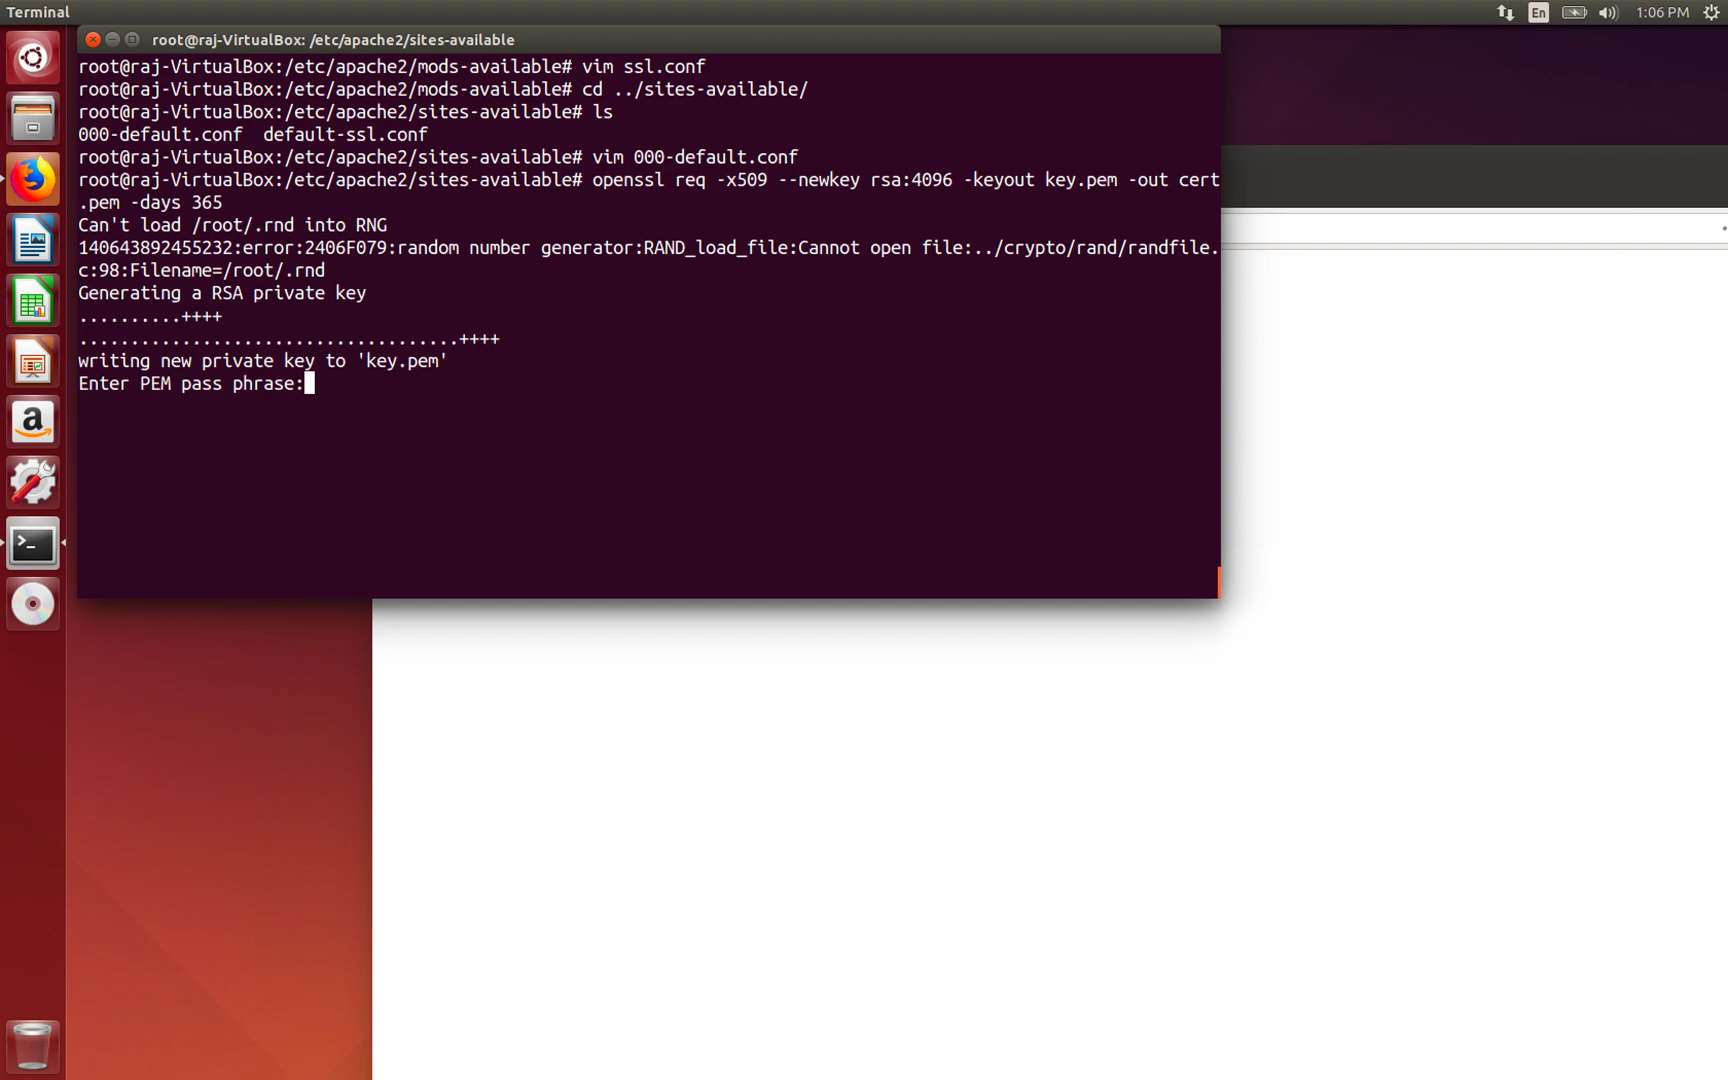 Terminal
En
1:06 PM
root@raj-VirtualBox: /etc/apache2/sites-available
root@raj-VirtualBox:/etc/apache2/mods-available# vim ssl.conf
root@raj-VirtualBox:/etc/apache2/mods-available# cd ../sites-available/
root@raj-VirtualBox:/etc/apache2/sites-available# ls
000-default.conf  default-ssl.conf
root@raj-VirtualBox:/etc/apache2/sites-available# vim 000-default.conf
root@raj-VirtualBox:/etc/apache2/sites-available# openssl req -x509 --newkey rsa:4096 -keyout key.pem -out cert
.pem -days 365
Can't load /root/.rnd into RNG
140643892455232:error:2406F079:random number generator:RAND_load_file:Cannot open file:../crypto/rand/randfile.
c:98:Filename=/root/.rnd
Generating a RSA private key
..........++++
.....................................++++
writing new private key to 'key.pem'
Enter PEM pass phrase: